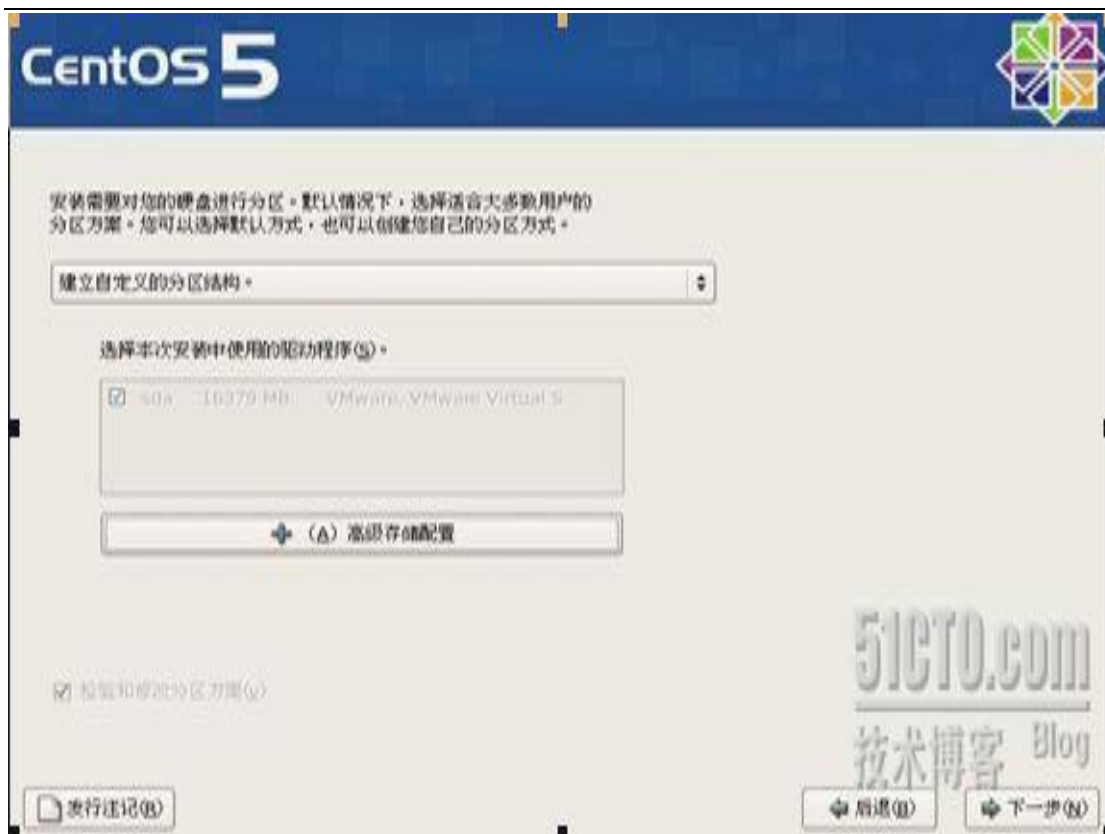 CentOS 5
安装需要对您的硬盘进行分区。默认情况下，选择适合大多数用户的
分区方案。您可以选择默认方式，也可以创建您自己的分区方式。
建立自定义的分区结构。
选择本次安装中使用的驱动程序(S)。
sda 16379 MB VMware, VMware Virtual S
(A) 高级存储配置
检验和修改分区方案(V)
51CTO.com
技术博客 Blog
发行注记(R)
后退(B)
下一步(N)